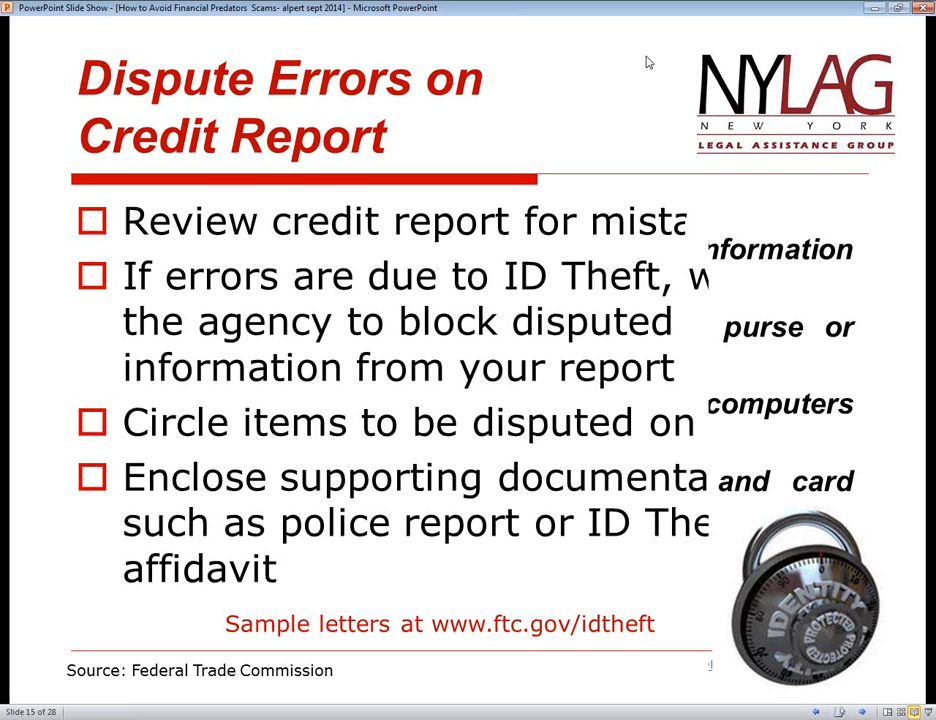 PowerPoint Slide Show - [How to Avoid Financial Predators Scams- alpert sept 2014] - Microsoft PowerPoint
Dispute Errors on
Credit Report
NYLAG
NEW YORK
LEGAL ASSISTANCE GROUP
Review credit report for mista
nformation
If errors are due to ID Theft, w
the agency to block disputed
purse or
information from your report
computers
Circle items to be disputed on
Enclose supporting documenta
and card
such as police report or ID The
affidavit
IDENTITY
PROTECTED
PROTECTED
Sample letters at www.ftc.gov/idtheft
Source: Federal Trade Commission
Slide 15 of 28